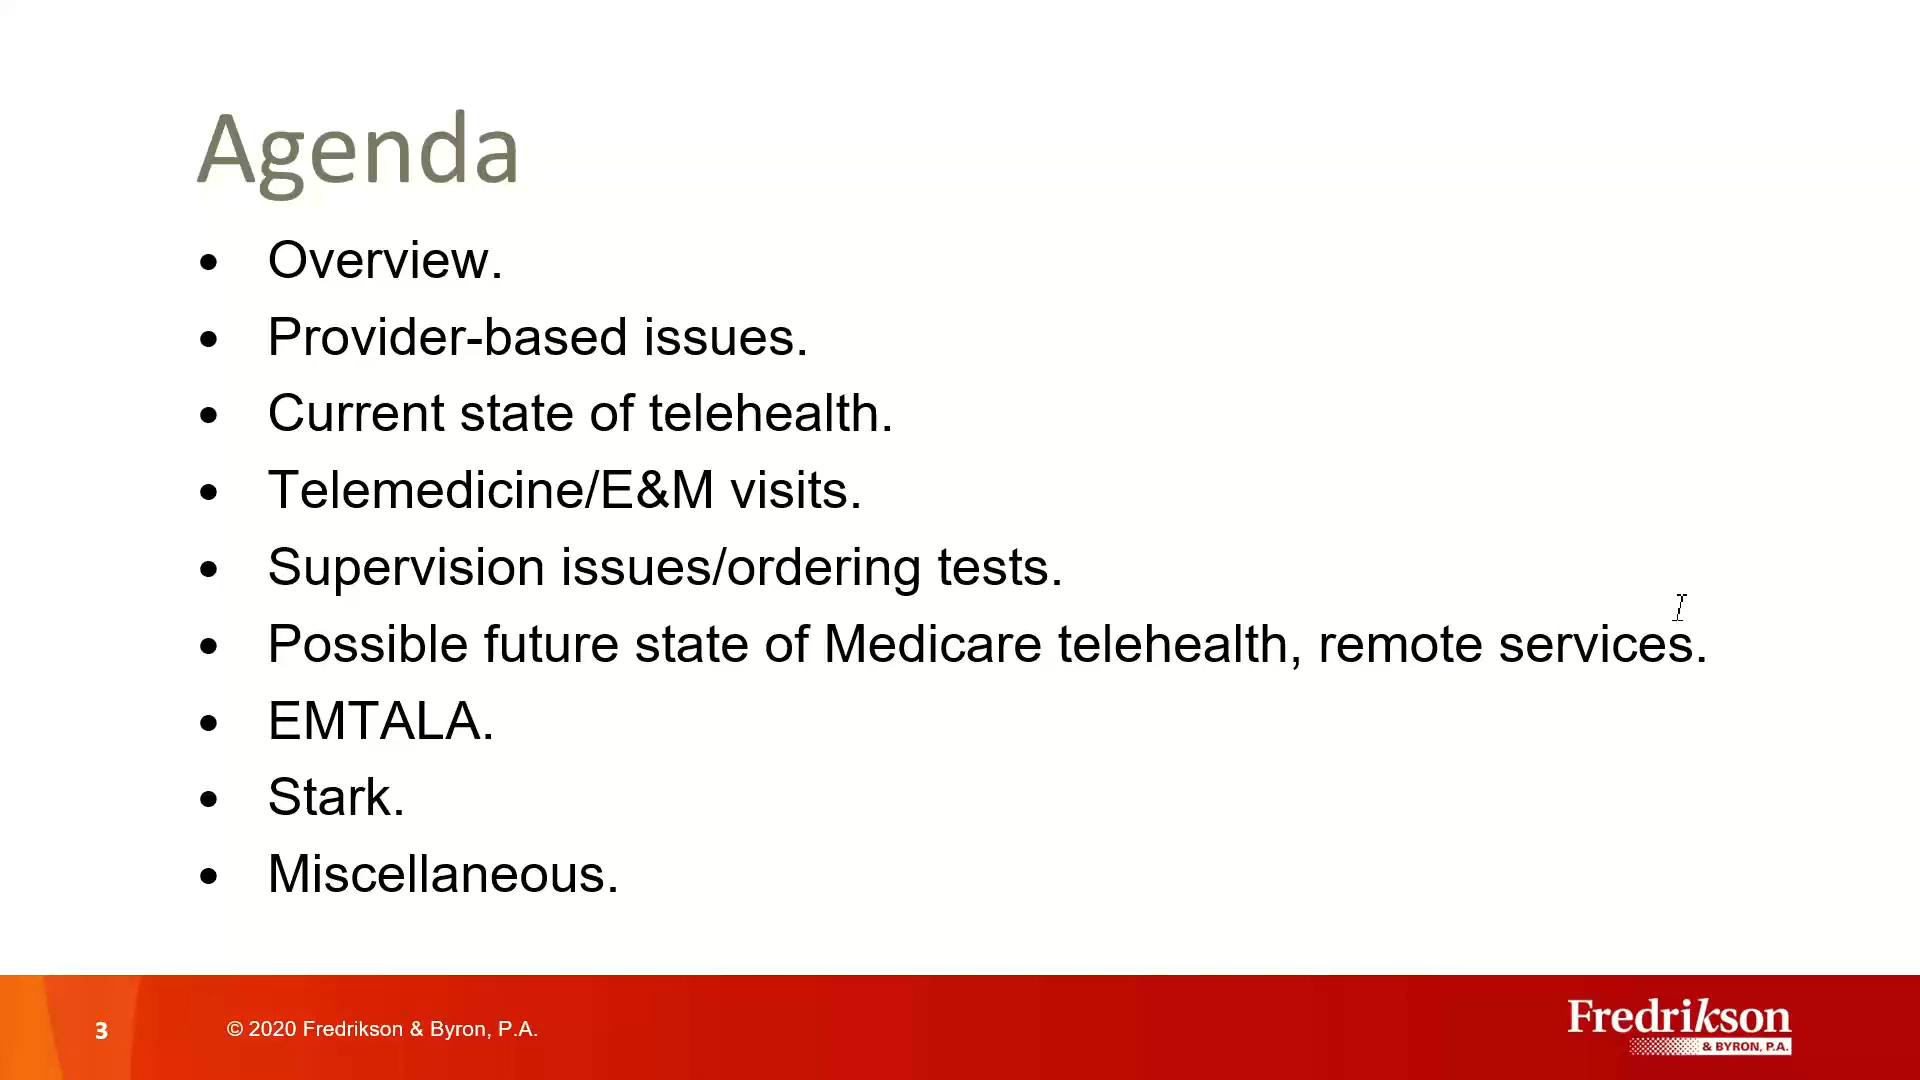 Agenda
• Overview.
• Provider-based issues.
• Current state of telehealth.
• Telemedicine/E&M visits.
• Supervision issues/ordering tests.
• Possible future state of Medicare telehealth, remote services.
• EMTALA.
• Stark.
• Miscellaneous.
3
© 2020 Fredrikson & Byron, P.A.
Fredrikson
& BYRON, P.A.